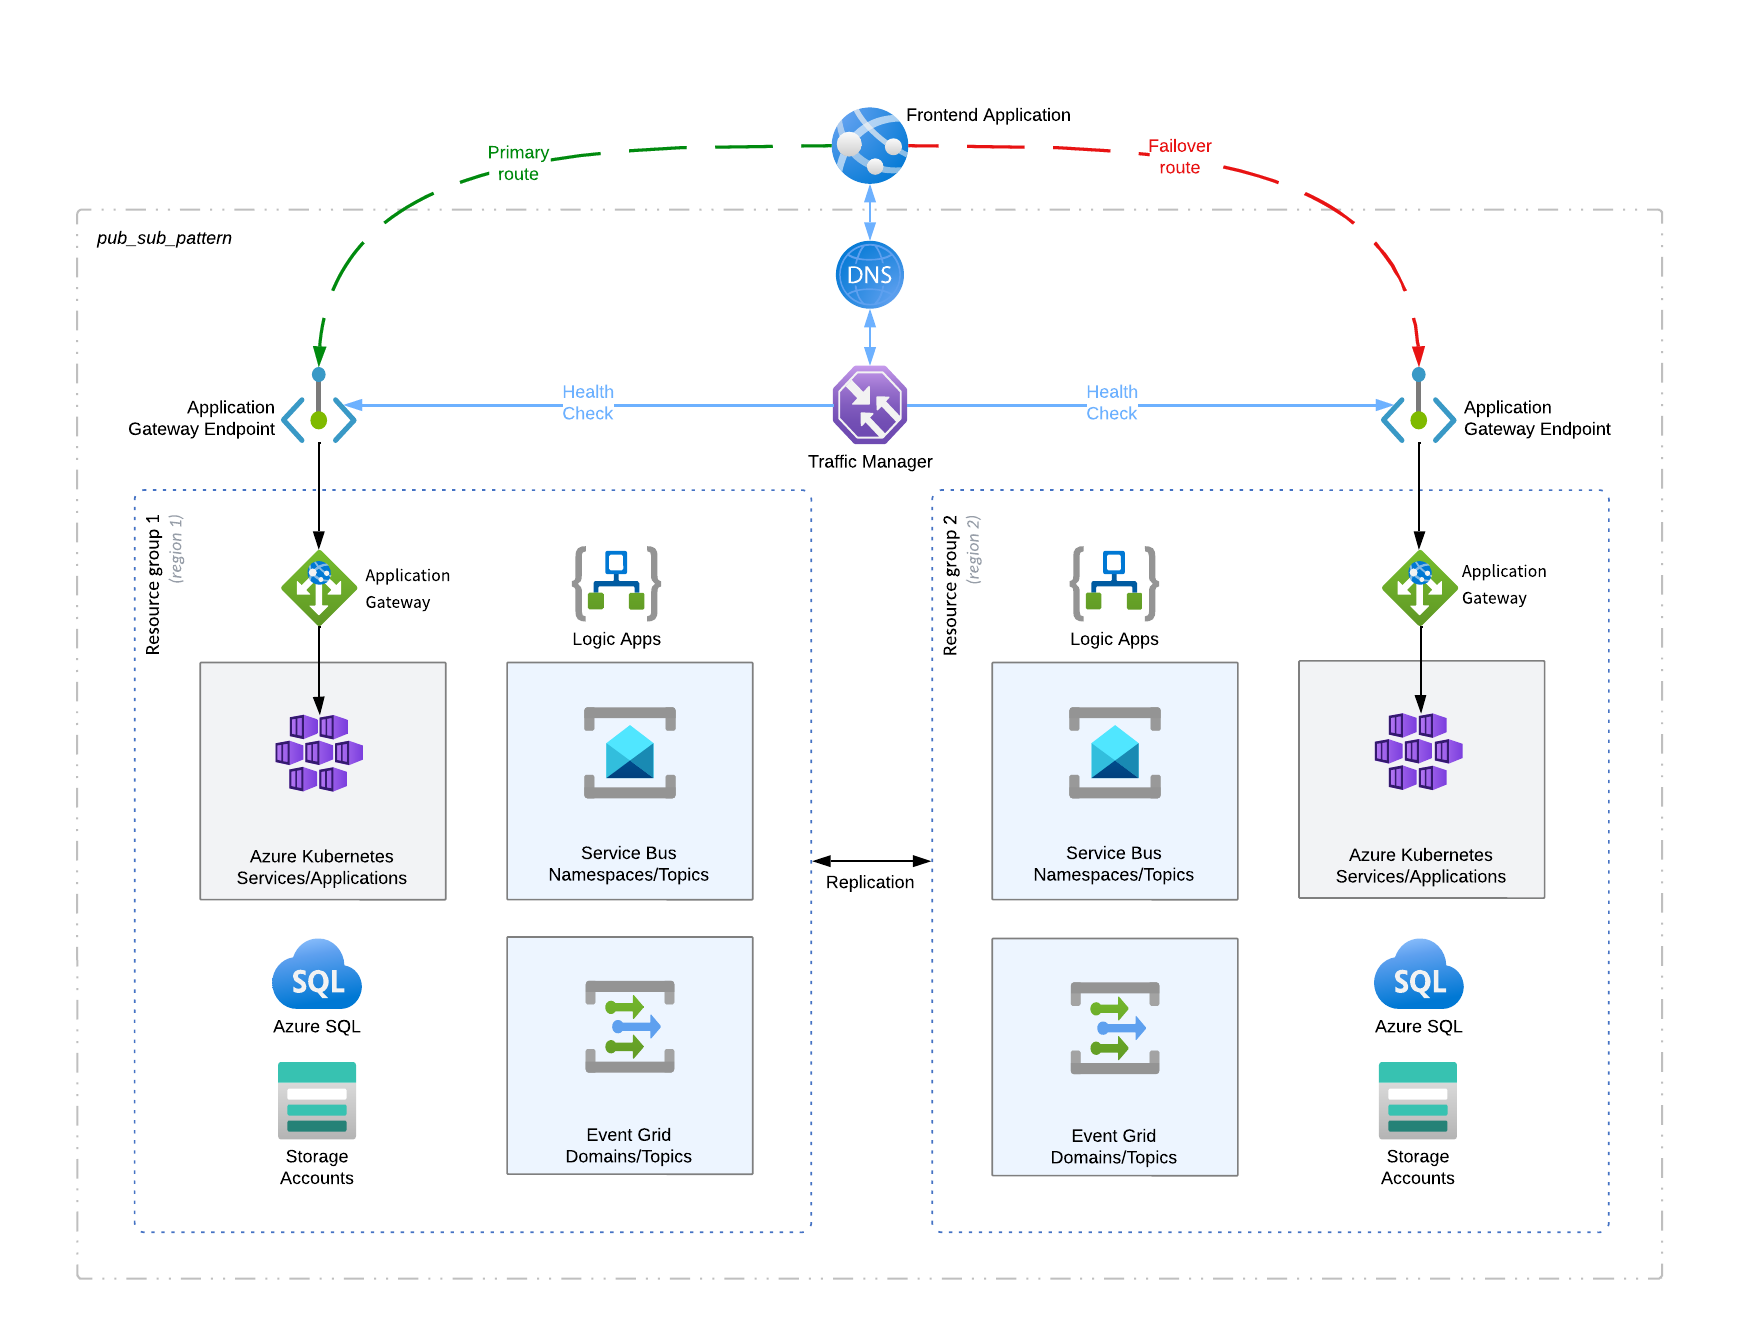 Frontend Application
Primary
route
Failover
route
pub_sub_pattern
DNS
Application
Gateway Endpoint
Health
Check
Health
Check
Application
Gateway Endpoint
Traffic Manager
Resource group 1
(region 1)
Application
Gateway
Logic Apps
Azure Kubernetes
Services/Applications
Service Bus
Namespaces/Topics
SQL
Azure SQL
Storage
Accounts
Event Grid
Domains/Topics
Replication
Resource group 2
(region 2)
Logic Apps
Application
Gateway
Service Bus
Namespaces/Topics
Azure Kubernetes
Services/Applications
Event Grid
Domains/Topics
SQL
Azure SQL
Storage
Accounts